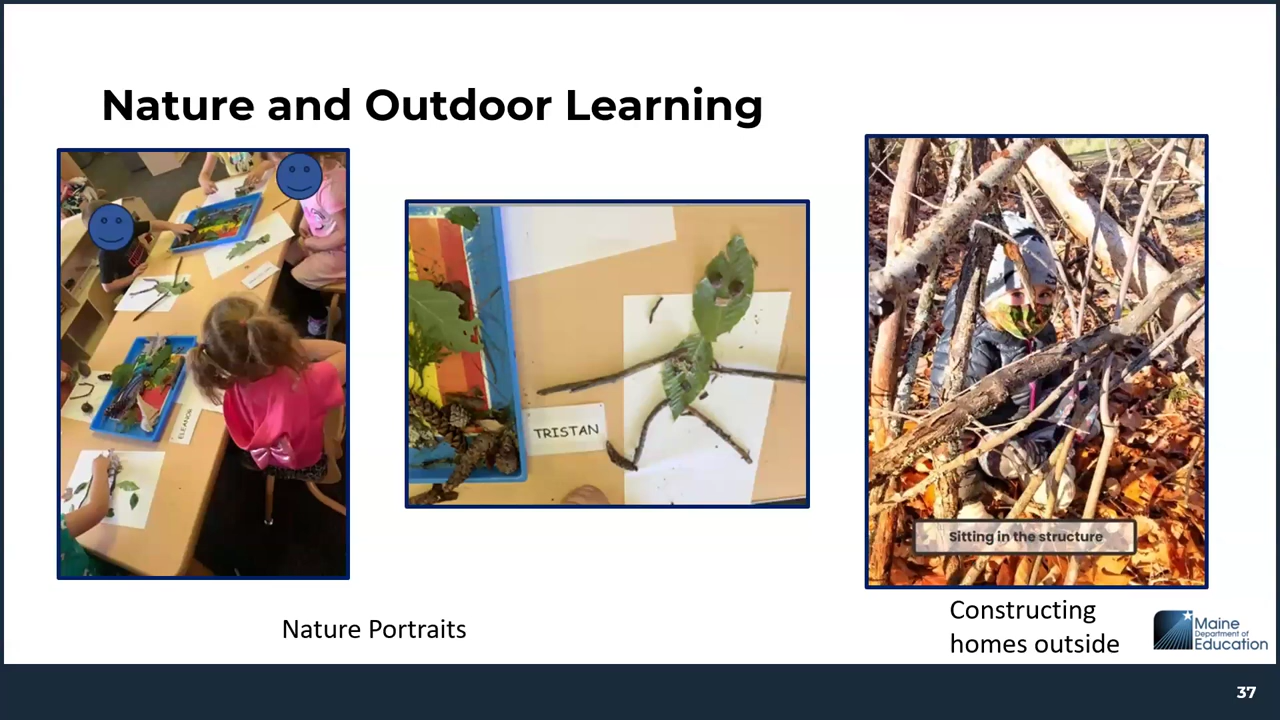 Nature and Outdoor Learning
ELEANOR
TRISTAN
Sitting in the structure
Nature Portraits
Constructing
homes outside
Maine
Department of
Education
37